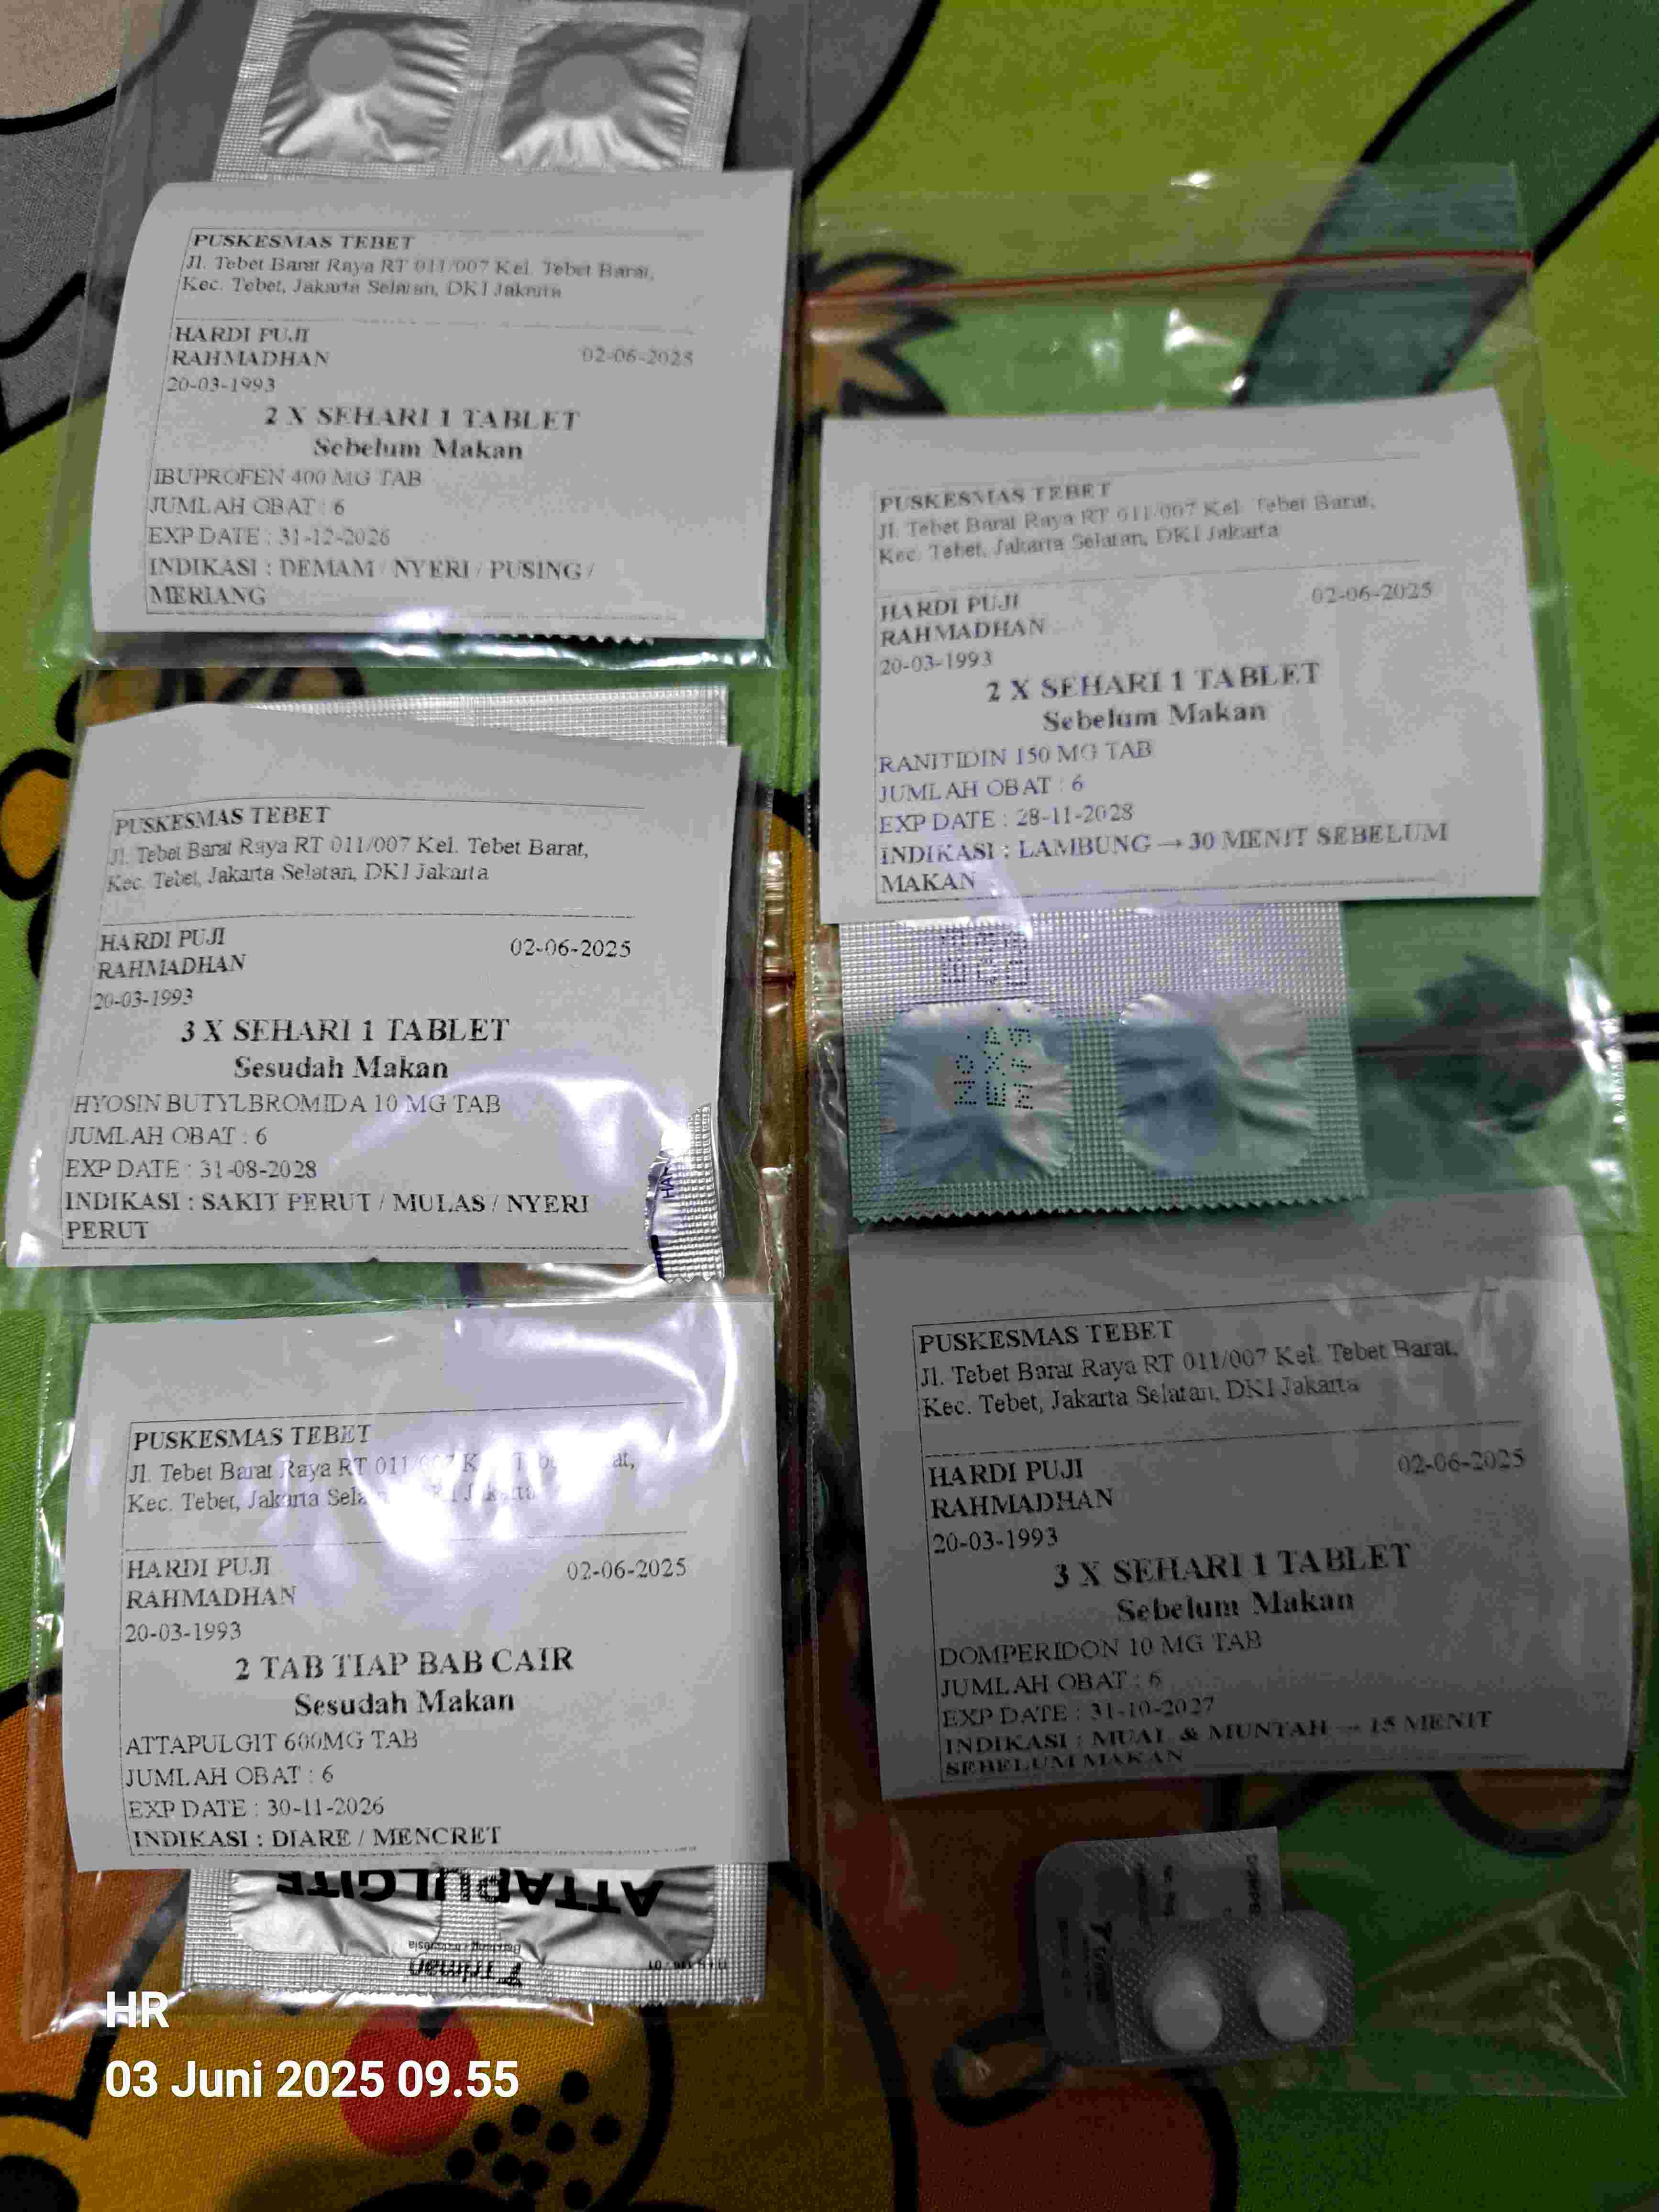 PUSKESMAS TEBET
Jl. Tebet Barat Raya RT 011/007 Kel. Tebet Barat,
Kec. Tebet, Jakarta Selatan, DKI Jakarta
HARDI PUJI
RAHMADHAN 02-06-2025
20-03-1993
2 X SEHARI 1 TABLET
Sebelum Makan
IBUPROFEN 400 MG TAB
JUMLAH OBAT : 6
EXP DATE : 31-12-2026
INDIKASI : DEMAM / NYERI / PUSING /
MERIANG
PUSKESMAS TEBET
Jl. Tebet Barat Raya RT 011/007 Kel. Tebet Barat,
Kec. Tebet, Jakarta Selatan, DKI Jakarta
HARDI PUJI 02-06-2025
RAHMADHAN
20-03-1993
3 X SEHARI 1 TABLET
Sesudah Makan
HYOSIN BUTYLBROMIDA 10 MG TAB
JUMLAH OBAT : 6
EXP DATE : 31-08-2028
INDIKASI : SAKIT PERUT / MULAS / NYERI
PERUT
PUSKESMAS TEBET
Jl. Tebet Barat Raya RT 011
Kec. Tebet, Jakarta
HARDI PUJI 02-06-2025
RAHMADHAN
20-03-1993
2 TAB TIAP BAB CAIR
Sesudah Makan
ATTAPULGIT 600MG TAB
JUMLAH OBAT : 6
EXP DATE : 30-11-2026
INDIKASI : DIARE / MENCRET
ATTAPULGITE
Triman
PUSKESMAS TEBET
Jl. Tebet Barat Raya RT 011/007 Kel. Tebet Barat,
Kec. Tebet, Jakarta Selatan, DKI Jakarta
HARDI PUJI 02-06-2025
RAHMADHAN
20-03-1993
2 X SEHARI 1 TABLET
Sebelum Makan
RANITIDIN 150 MG TAB
JUMLAH OBAT : 6
EXP DATE : 28-11-2028
INDIKASI : LAMBUNG → 30 MENIT SEBELUM
MAKAN
PUSKESMAS TEBET
Jl. Tebet Barat Raya RT 011/007 Kel. Tebet Barat,
Kec. Tebet, Jakarta Selatan, DKI Jakarta
HARDI PUJI 02-06-2025
RAHMADHAN
20-03-1993
3 X SEHARI 1 TABLET
Sebelum Makan
DOMPERIDON 10 MG TAB
JUMLAH OBAT : 6
EXP DATE : 31-10-2027
INDIKASI : MUAL & MUNTAH → 15 MENIT
SEBELUM MAKAN
HR
03 Juni 2025 09.55